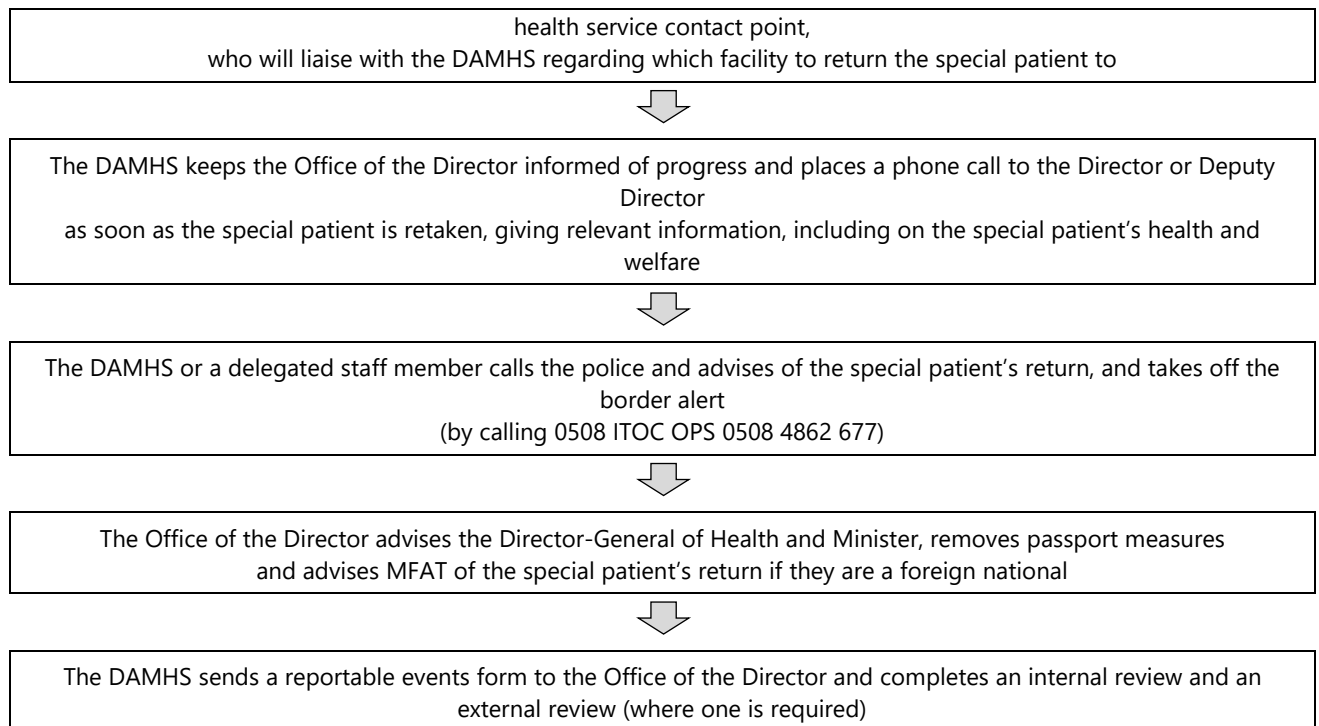 health service contact point,
who will liaise with the DAMHS regarding which facility to return the special patient to
The DAMHS keeps the Office of the Director informed of progress and places a phone call to the Director or Deputy
Director
as soon as the special patient is retaken, giving relevant information, including on the special patient’s health and
welfare
The DAMHS or a delegated staff member calls the police and advises of the special patient’s return, and takes off the
border alert
(by calling 0508 ITOC OPS 0508 4862 677)
The Office of the Director advises the Director-General of Health and Minister, removes passport measures
and advises MFAT of the special patient’s return if they are a foreign national
The DAMHS sends a reportable events form to the Office of the Director and completes an internal review and an
external review (where one is required)